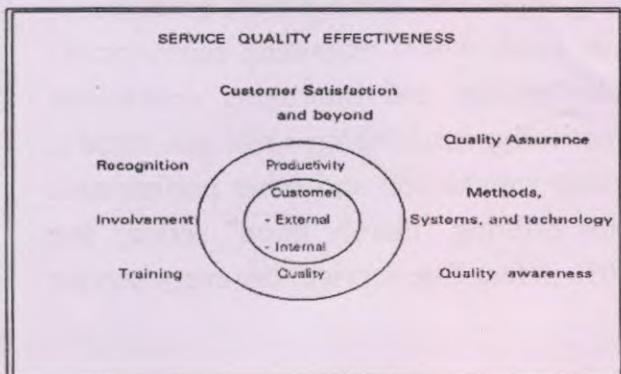 SERVICE QUALITY EFFECTIVENESS
Customer Satisfaction
and beyond
Quality Assurance
Recognition
Productivity
Customer
Methods,
Involvement
- External
Systems, and technology
- Internal
Training
Quality
Quality awareness